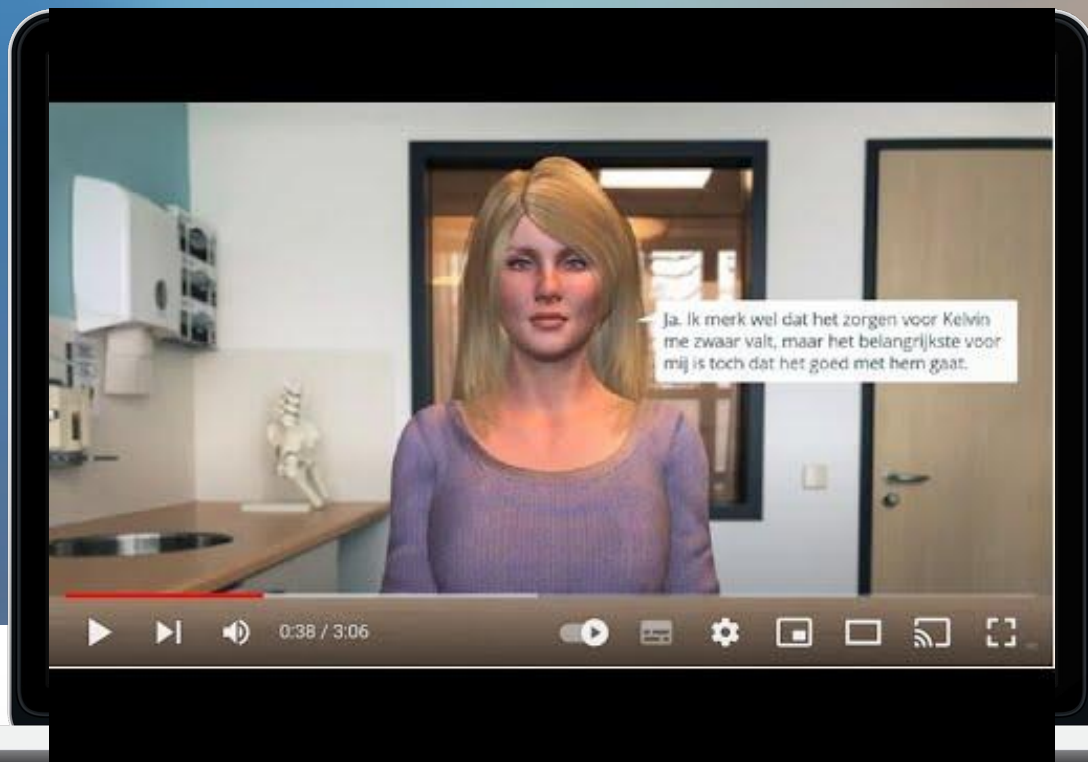 Ja. Ik merk wel dat het zorgen voor Kelvin
me zwaar valt, maar het belangrijkste voor
mij is toch dat het goed met hem gaat.
0:38 / 3:06